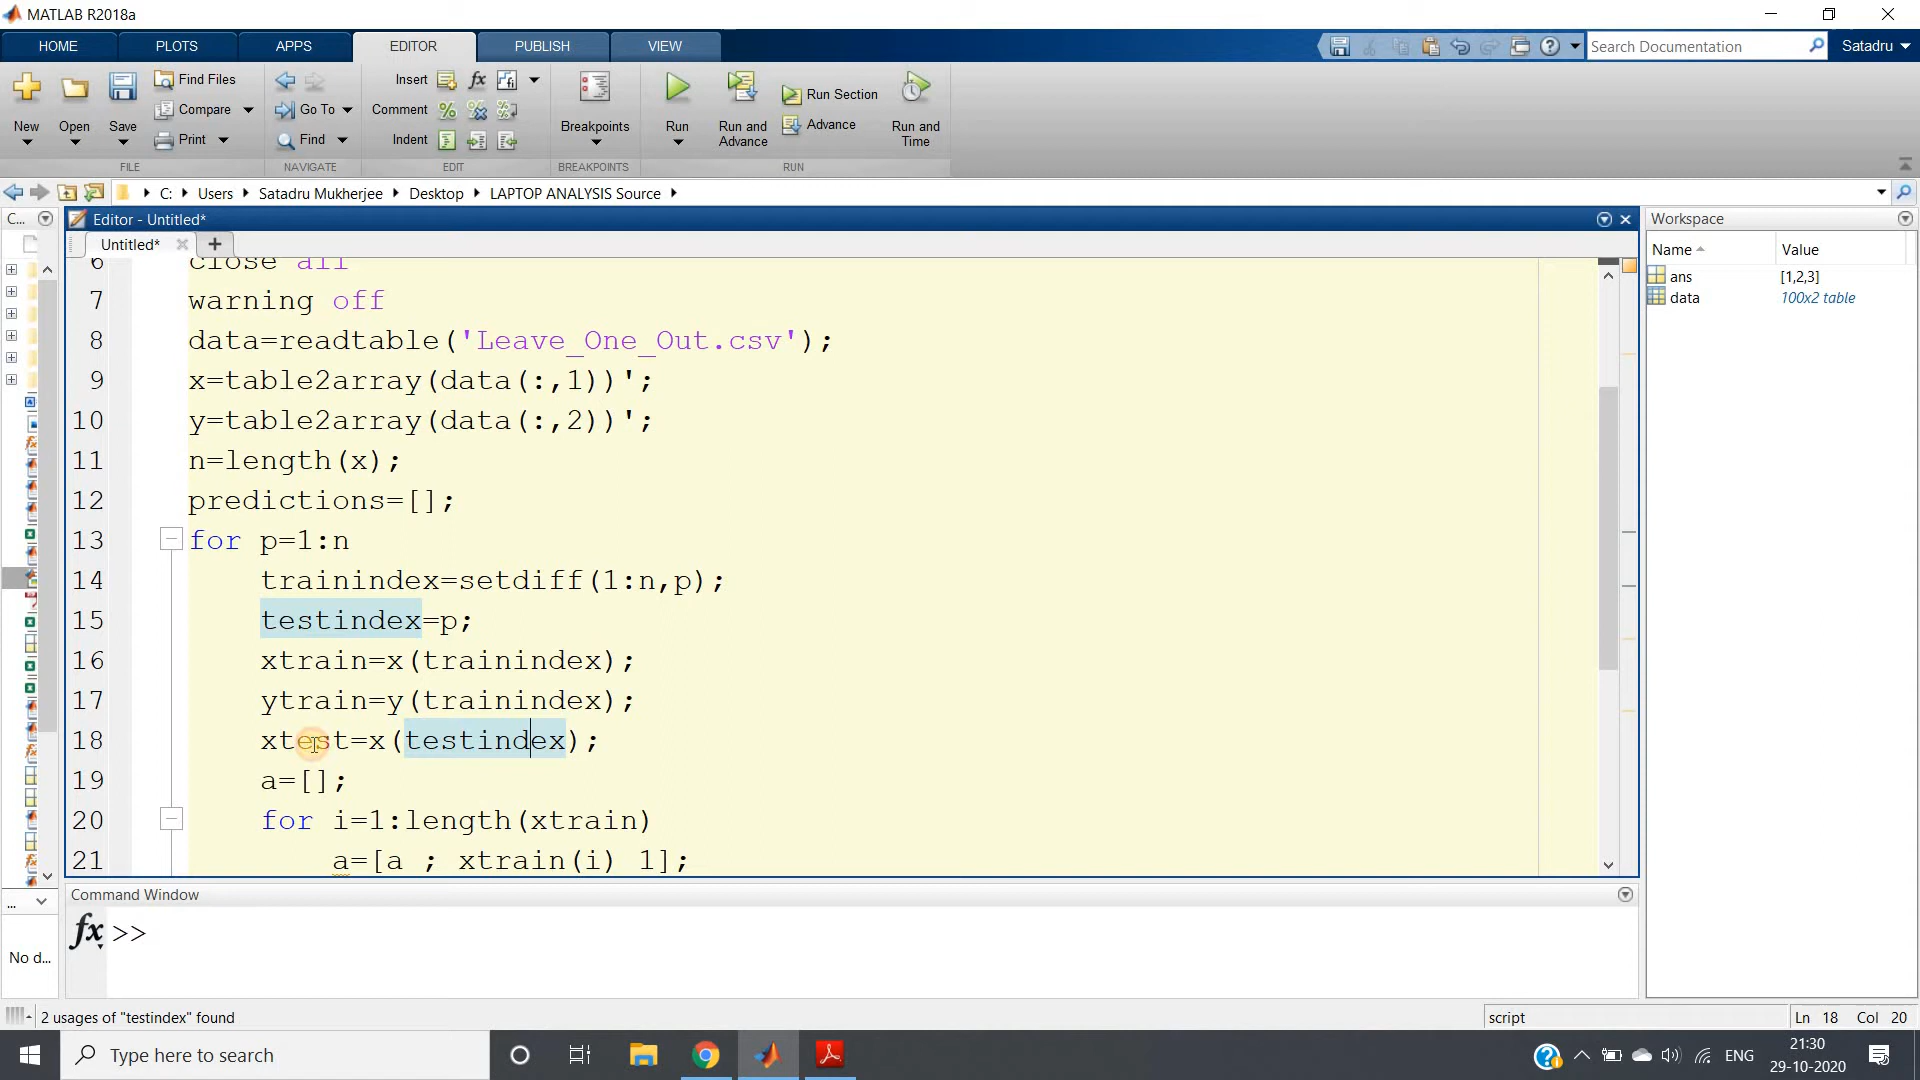 MATLAB R2018a
HOME PLOTS APPS EDITOR PUBLISH VIEW
Search Documentation
Satadru
New
Open
Save
Find Files
Compare
Print
FILE
Go To
Find
NAVIGATE
Insert
Comment
Indent
EDIT
Breakpoints
BREAKPOINTS
Run
Run and Advance
Run Section
Advance
Run and Time
RUN
C: Users Satadru Mukherjee Desktop LAPTOP ANALYSIS Source
C...
Editor - Untitled*
Untitled*
6 close all
7 warning off
8 data=readtable('Leave_One_Out.csv');
9 x=table2array(data(:,1))';
10 y=table2array(data(:,2))';
11 n=length(x);
12 predictions=[];
13 for p=1:n
14 trainindex=setdiff(1:n,p);
15 testindex=p;
16 xtrain=x(trainindex);
17 ytrain=y(trainindex);
18 xtest=x(testindex);
19 a=[];
20 for i=1:length(xtrain)
21 a=[a ; xtrain(i) 1];
Workspace
Name Value
ans [1,2,3]
data 100x2 table
Command Window
fx >>
...
No d...
2 usages of "testindex" found
script
Ln 18 Col 20
Type here to search
ENG
21:30
29-10-2020